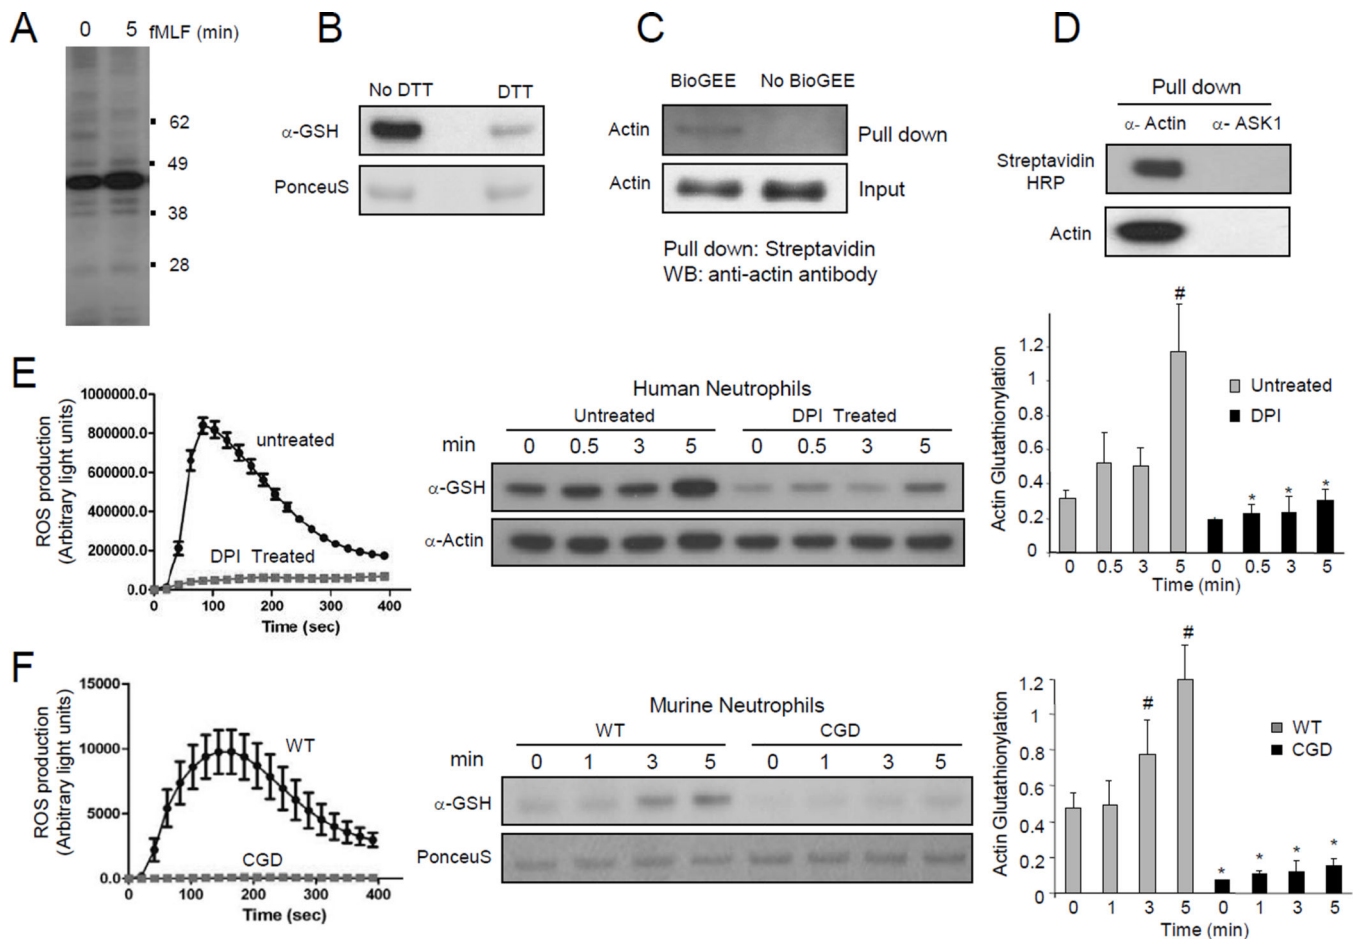 A
0 5 fMLF (min)
62
49
38
28
B
No DTT DTT
α-GSH
PonceuS
C
BioGEE No BioGEE
Actin Pull down
Actin Input
Pull down: Streptavidin
WB: anti-actin antibody
D
Pull down
α- Actin α- ASK1
Streptavidin
HRP
Actin
E
ROS production
(Arbitrary light units)
1000000.0
800000.0
600000.0
400000.0
200000.0
0.0
untreated
DPI Treated
0 100 200 300 400
Time (sec)
Human Neutrophils
Untreated DPI Treated
min 0 0.5 3 5 0 0.5 3 5
α-GSH
α-Actin
Actin Glutathionylation
1.2
1
0.8
0.6
0.4
0.2
0
#
* * *
Untreated
DPI
0 0.5 3 5 0 0.5 3 5
Time (min)
F
ROS production
(Arbitrary light units)
15000
10000
5000
0.0
WT
CGD
0 100 200 300 400
Time (sec)
Murine Neutrophils
WT CGD
min 0 1 3 5 0 1 3 5
α-GSH
PonceuS
Actin Glutathionylation
1.2
1
0.8
0.6
0.4
0.2
0
# #
* * * *
WT
CGD
0 1 3 5 0 1 3 5
Time (min)